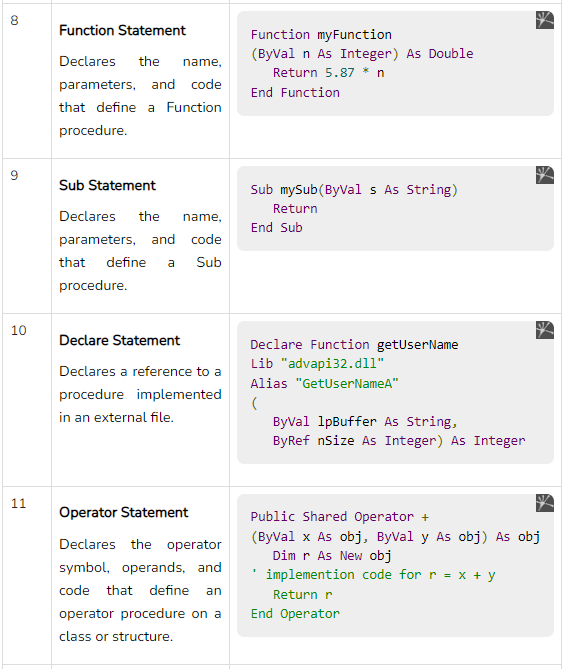 8
Function Statement
Declares the name,
parameters, and code
that define a Function
procedure.
Function myFunction
(ByVal n As Integer) As Double
Return 5.87 * n
End Function
9
Sub Statement
Declares the name,
parameters, and code
that define a Sub
procedure.
Sub mySub(ByVal s As String)
Return
End Sub
10
Declare Statement
Declares a reference to a
procedure implemented
in an external file.
Declare Function getUserName
Lib "advapi32.dll"
Alias "GetUserNameA"
(
ByVal lpBuffer As String,
ByRef nSize As Integer) As Integer
11
Operator Statement
Declares the operator
symbol, operands, and
code that define an
operator procedure on a
class or structure.
Public Shared Operator +
(ByVal x As obj, ByVal y As obj) As obj
Dim r As New obj
' implemention code for r = x + y
Return r
End Operator